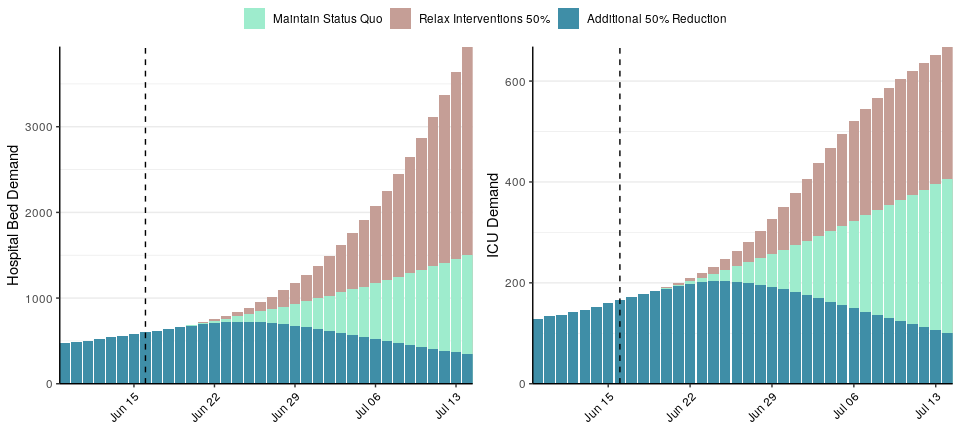 Maintain Status Quo Relax Interventions 50% Additional 50% Reduction
Hospital Bed Demand
3000
2000
1000
0
Jun 15 Jun 22 Jun 29 Jul 06 Jul 13
ICU Demand
600
400
200
0
Jun 15 Jun 22 Jun 29 Jul 06 Jul 13